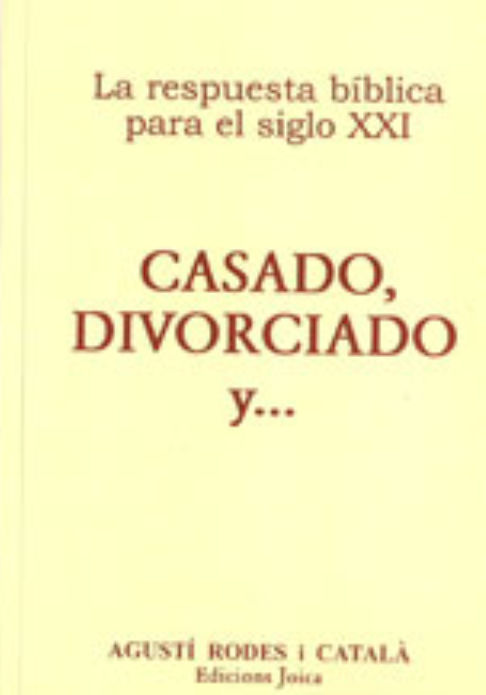 La respuesta bíblica
para el siglo XXI
CASADO,
DIVORCIADO
y...
AGUSTÍ RODES i CATALÀ
Edicions Joica